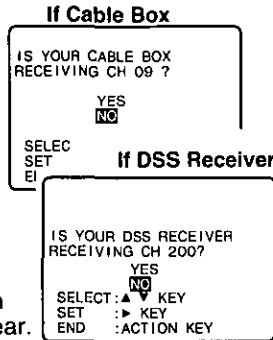 If Cable Box
IS YOUR CABLE BOX
RECEIVING CH 09 ?
YES
NO
SELEC
SET
If DSS Receiver
IS YOUR DSS RECEIVER
RECEIVING CH 200?
YES
NO
SELECT :▲ ▼ KEY
SET :► KEY
END :ACTION KEY
ear.